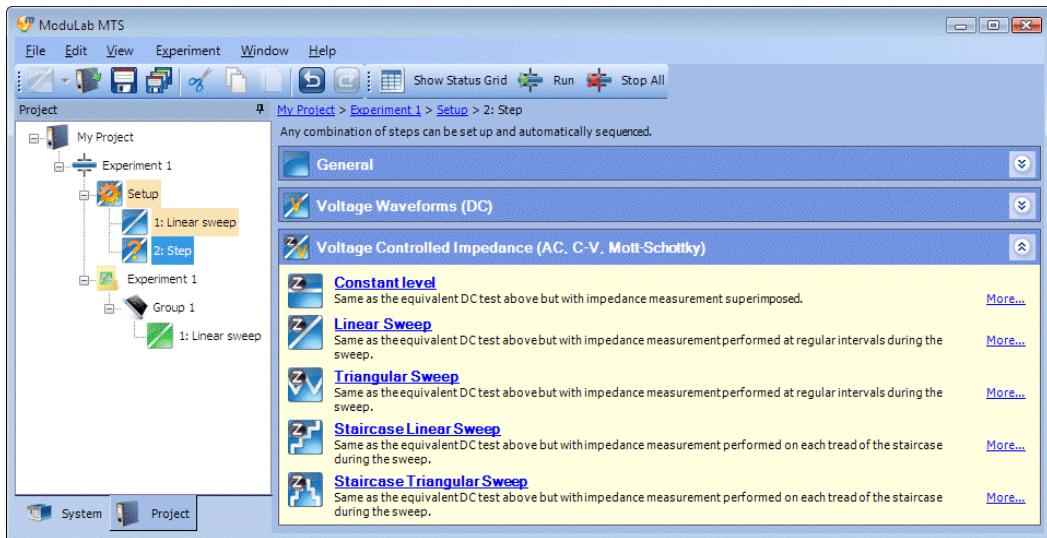 ModuLab MTS
File Edit View Experiment Window Help
Show Status Grid Run Stop All
Project
My Project
Experiment 1
Setup
1: Linear sweep
2: Step
Experiment 1
Group 1
1: Linear sweep
System Project
My Project > Experiment 1 > Setup > 2: Step
Any combination of steps can be set up and automatically sequenced.
General
Voltage Waveforms (DC)
Voltage Controlled Impedance (AC, C-V, Mott-Schottky)
Constant level
Same as the equivalent DC test above but with impedance measurement superimposed.
More...
Linear Sweep
Same as the equivalent DC test above but with impedance measurement performed at regular intervals during the
sweep.
More...
Triangular Sweep
Same as the equivalent DC test above but with impedance measurement performed at regular intervals during the
sweep.
More...
Staircase Linear Sweep
Same as the equivalent DC test above but with impedance measurement performed on each tread of the staircase
during the sweep.
More...
Staircase Triangular Sweep
Same as the equivalent DC test above but with impedance measurement performed on each tread of the staircase
during the sweep.
More...